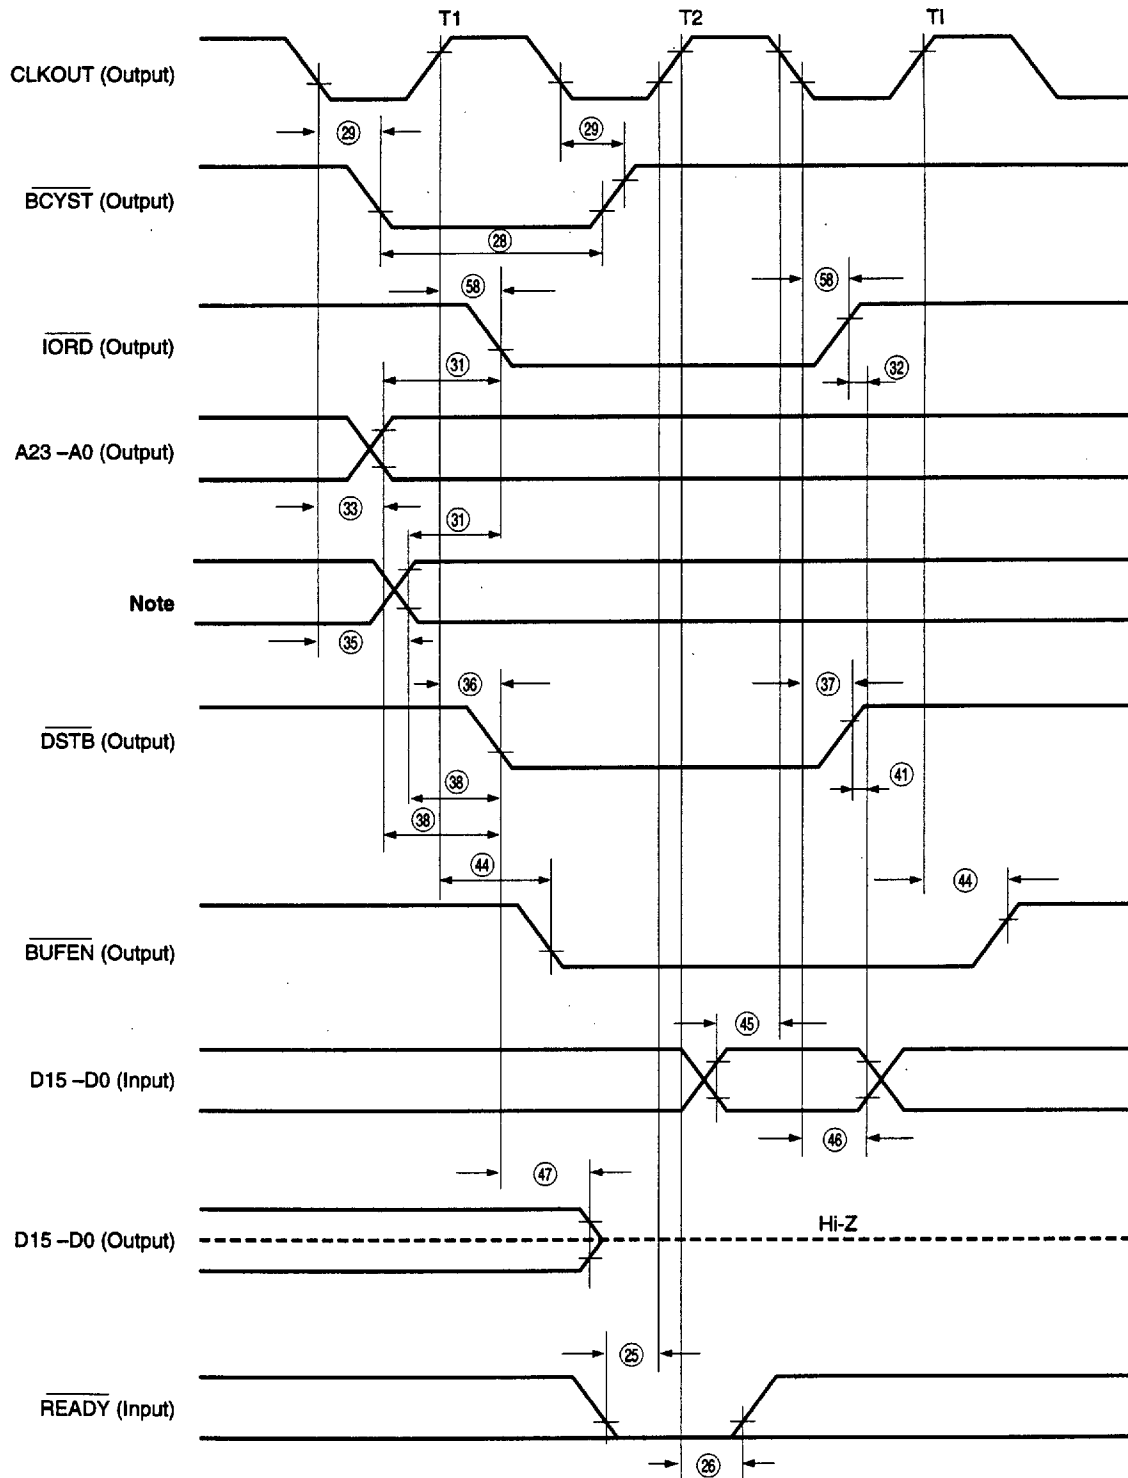 T1 T2 TI
CLKOUT (Output)
29 29
BCYST (Output)
28
58 58
IORD (Output)
31 32
A23 –A0 (Output)
33 31
Note
35
36 37
DSTB (Output)
38 41
38
44 44
BUFEN (Output)
45
D15 –D0 (Input)
46
47
Hi-Z
D15 –D0 (Output)
25
READY (Input)
26